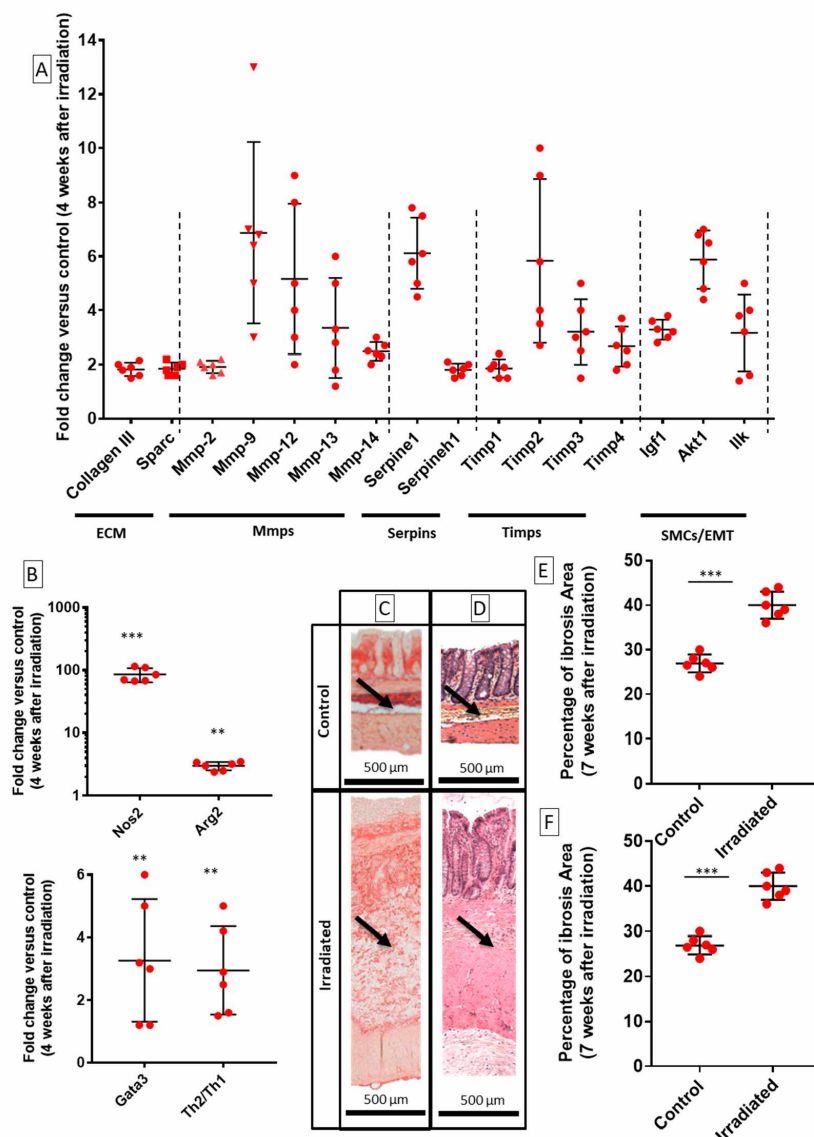 A
Fold change versus control (4 weeks after irradiation)
14
12
10
8
6
4
2
0
Collagen III
Sparc
Mmp-2
Mmp-9
Mmp-12
Mmp-13
Mmp-14
Serpine1
Serpineh1
Timp1
Timp2
Timp3
Timp4
Igf1
Akt1
Ilk
ECM
Mmps
Serpins
Timps
SMCs/EMT
B
Fold change versus control
(4 weeks after irradiation)
1000
100
10
1
***
**
Nos2
Arg2
Fold change versus control
(4 weeks after irradiation)
6
4
2
0
**
**
Gata3
Th2/Th1
C
D
Control
500 µm
500 µm
Irradiated
500 µm
500 µm
E
Percentage of ibrosis Area
(7 weeks after irradiation)
50
40
30
20
10
0
***
Control
Irradiated
F
Percentage of ibrosis Area
(7 weeks after irradiation)
50
40
30
20
10
0
***
Control
Irradiated